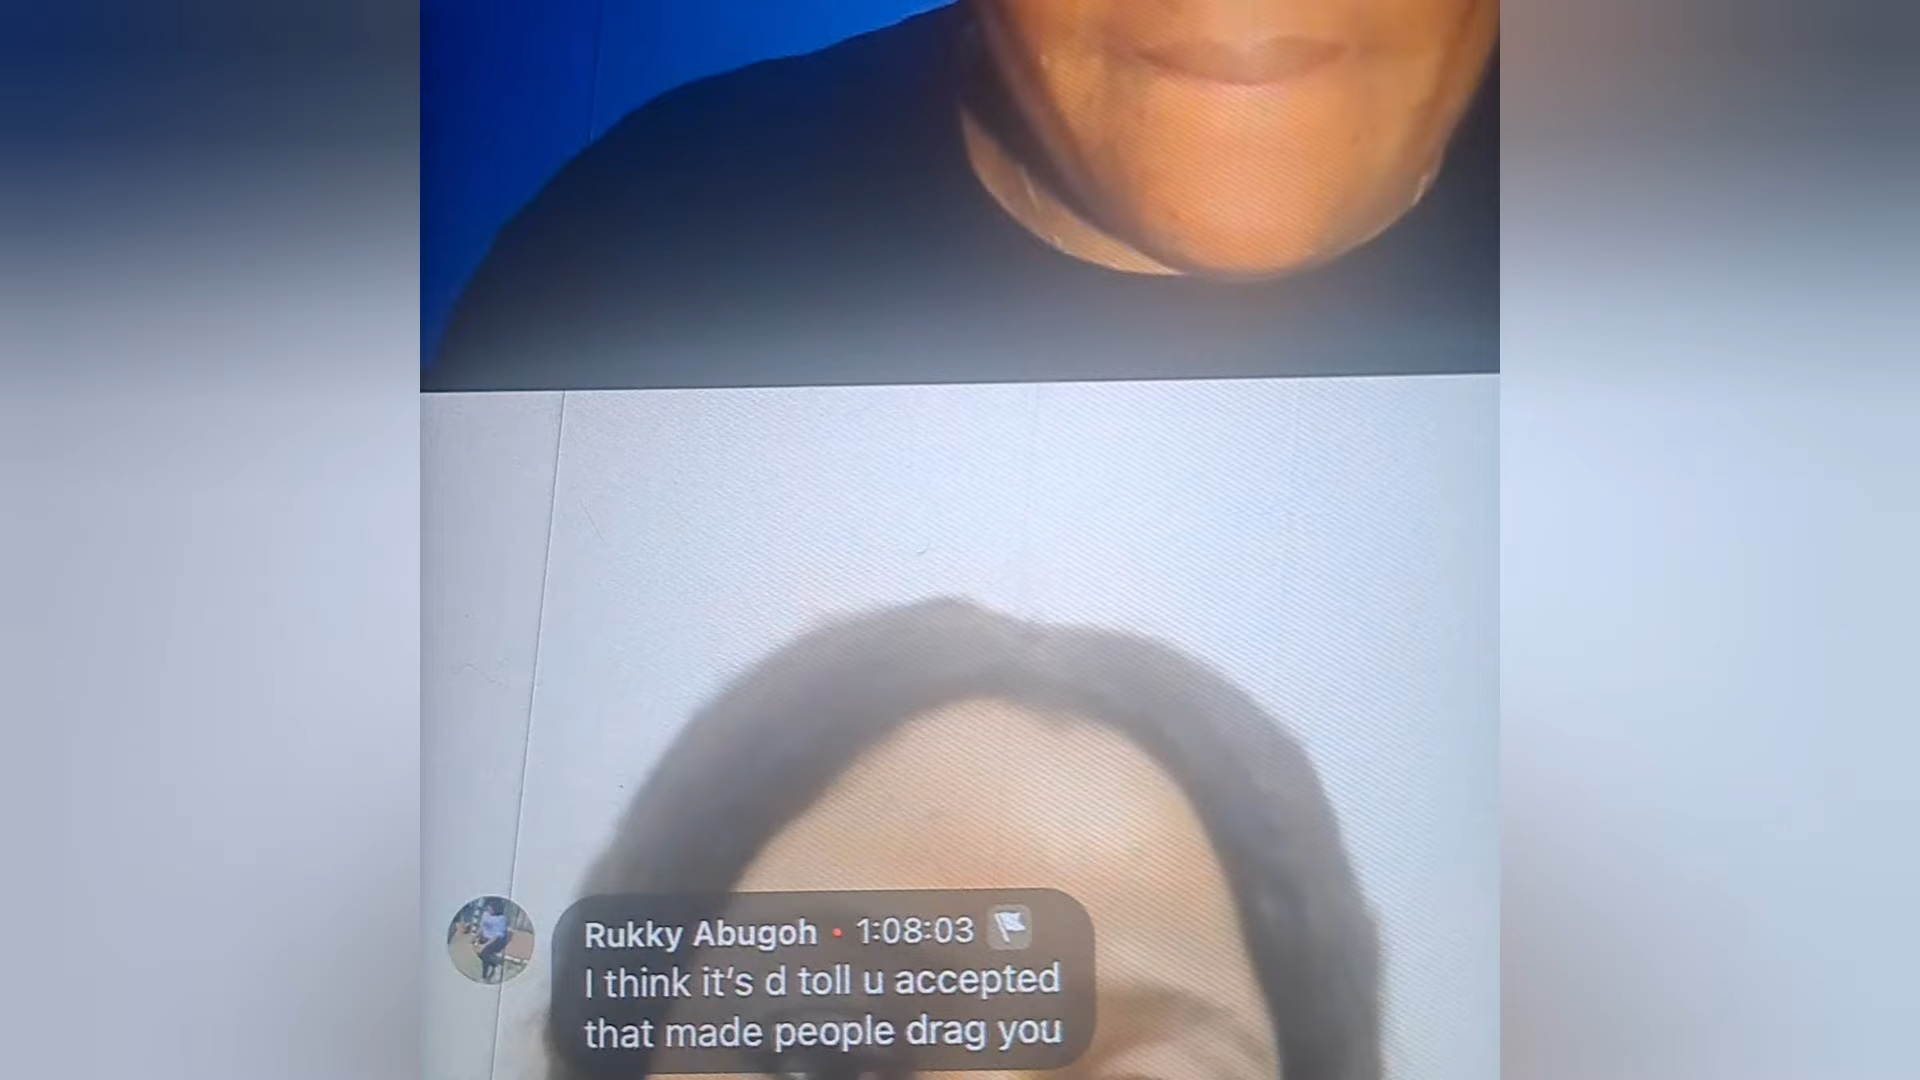 Rukky Abugoh • 1:08:03
I think it's d toll u accepted
that made people drag you